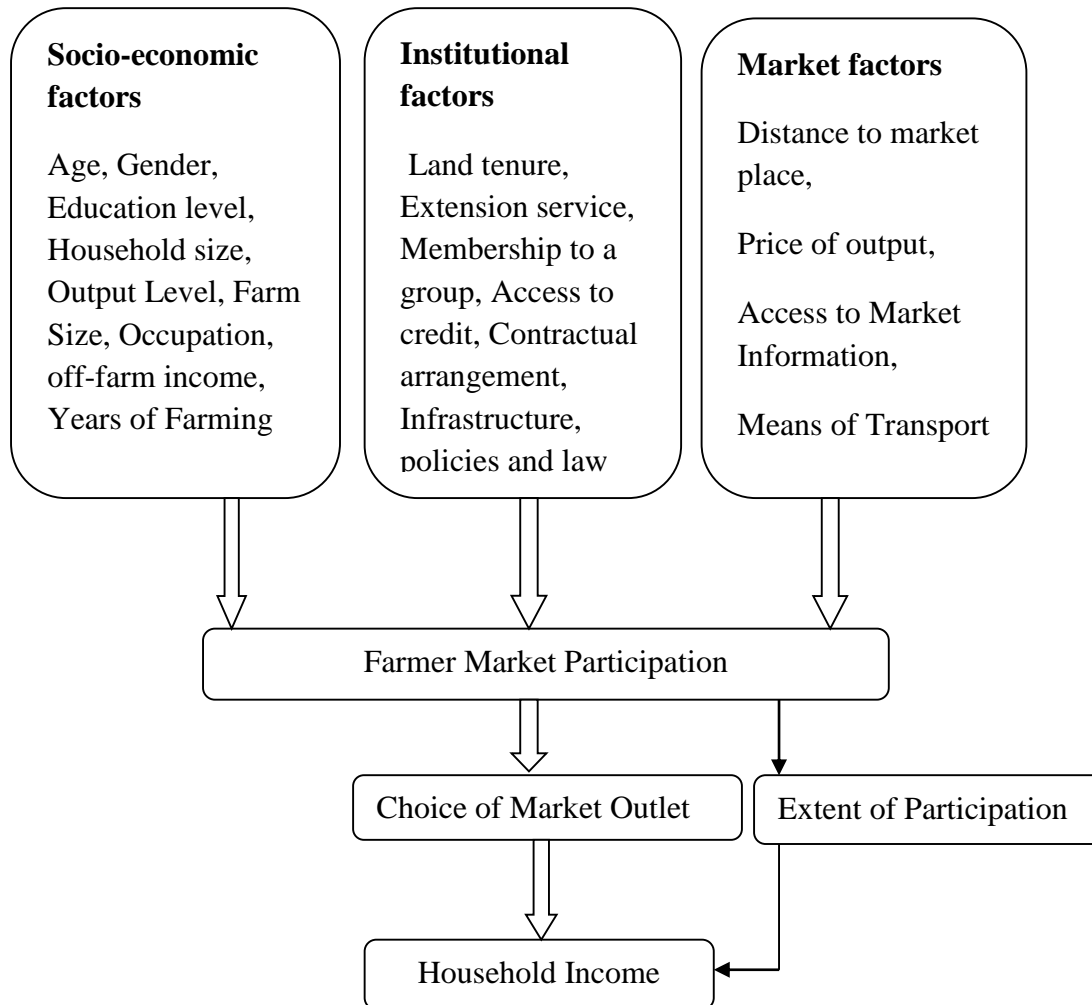 Socio-economic
factors
Age, Gender,
Education level,
Household size,
Output Level, Farm
Size, Occupation,
off-farm income,
Years of Farming
Institutional
factors
Land tenure,
Extension service,
Membership to a
group, Access to
credit, Contractual
arrangement,
Infrastructure,
policies and law
Market factors
Distance to market
place,
Price of output,
Access to Market
Information,
Means of Transport
Farmer Market Participation
Choice of Market Outlet
Extent of Participation
Household Income